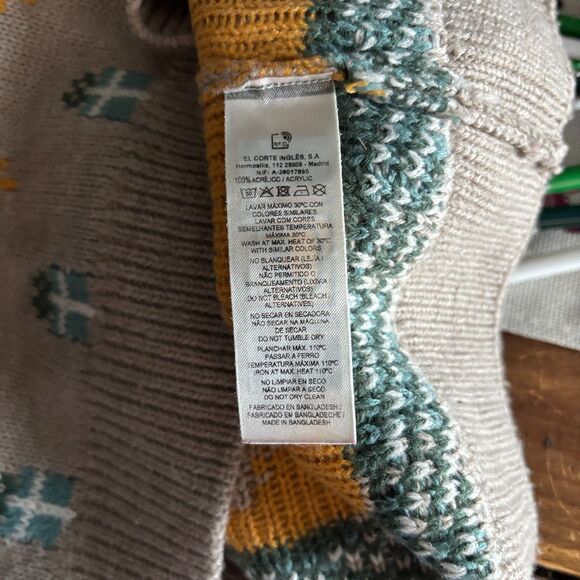 RFID
EL CORTE INGLÉS, S.A
Hermosilla, 112 28009 - Madrid
NIF: A-28017895
100% ACRÍLICO / ACRYLIC
30
LAVAR MÁXIMO 30ºC CON
COLORES SIMILARES
LAVAR COM CORES
SEMELHANTES TEMPERATURA
MÁXIMA 30ºC
WASH AT MAX. HEAT OF 30ºC
WITH SIMILAR COLORS
NO BLANQUEAR (LEJÍA /
ALTERNATIVOS)
NÃO PERMITIDO O
BRANQUEAMENTO (LIXÍVIA /
ALTERNATIVOS)
DO NOT BLEACH (BLEACH /
ALTERNATIVES)
NO SECAR EN SECADORA
NÃO SECAR NA MÁQUINA
DE SECAR
DO NOT TUMBLE DRY
PLANCHAR MÁX. 110ºC
PASSAR A FERRO
TEMPERATURA MÁXIMA 110ºC
IRON AT MAX. HEAT 110ºC
NO LIMPIAR EN SECO
NÃO LIMPAR A SECO
DO NOT DRY CLEAN
FABRICADO EN BANGLADESH /
FABRICADO EM BANGLADECHE /
MADE IN BANGLADESH